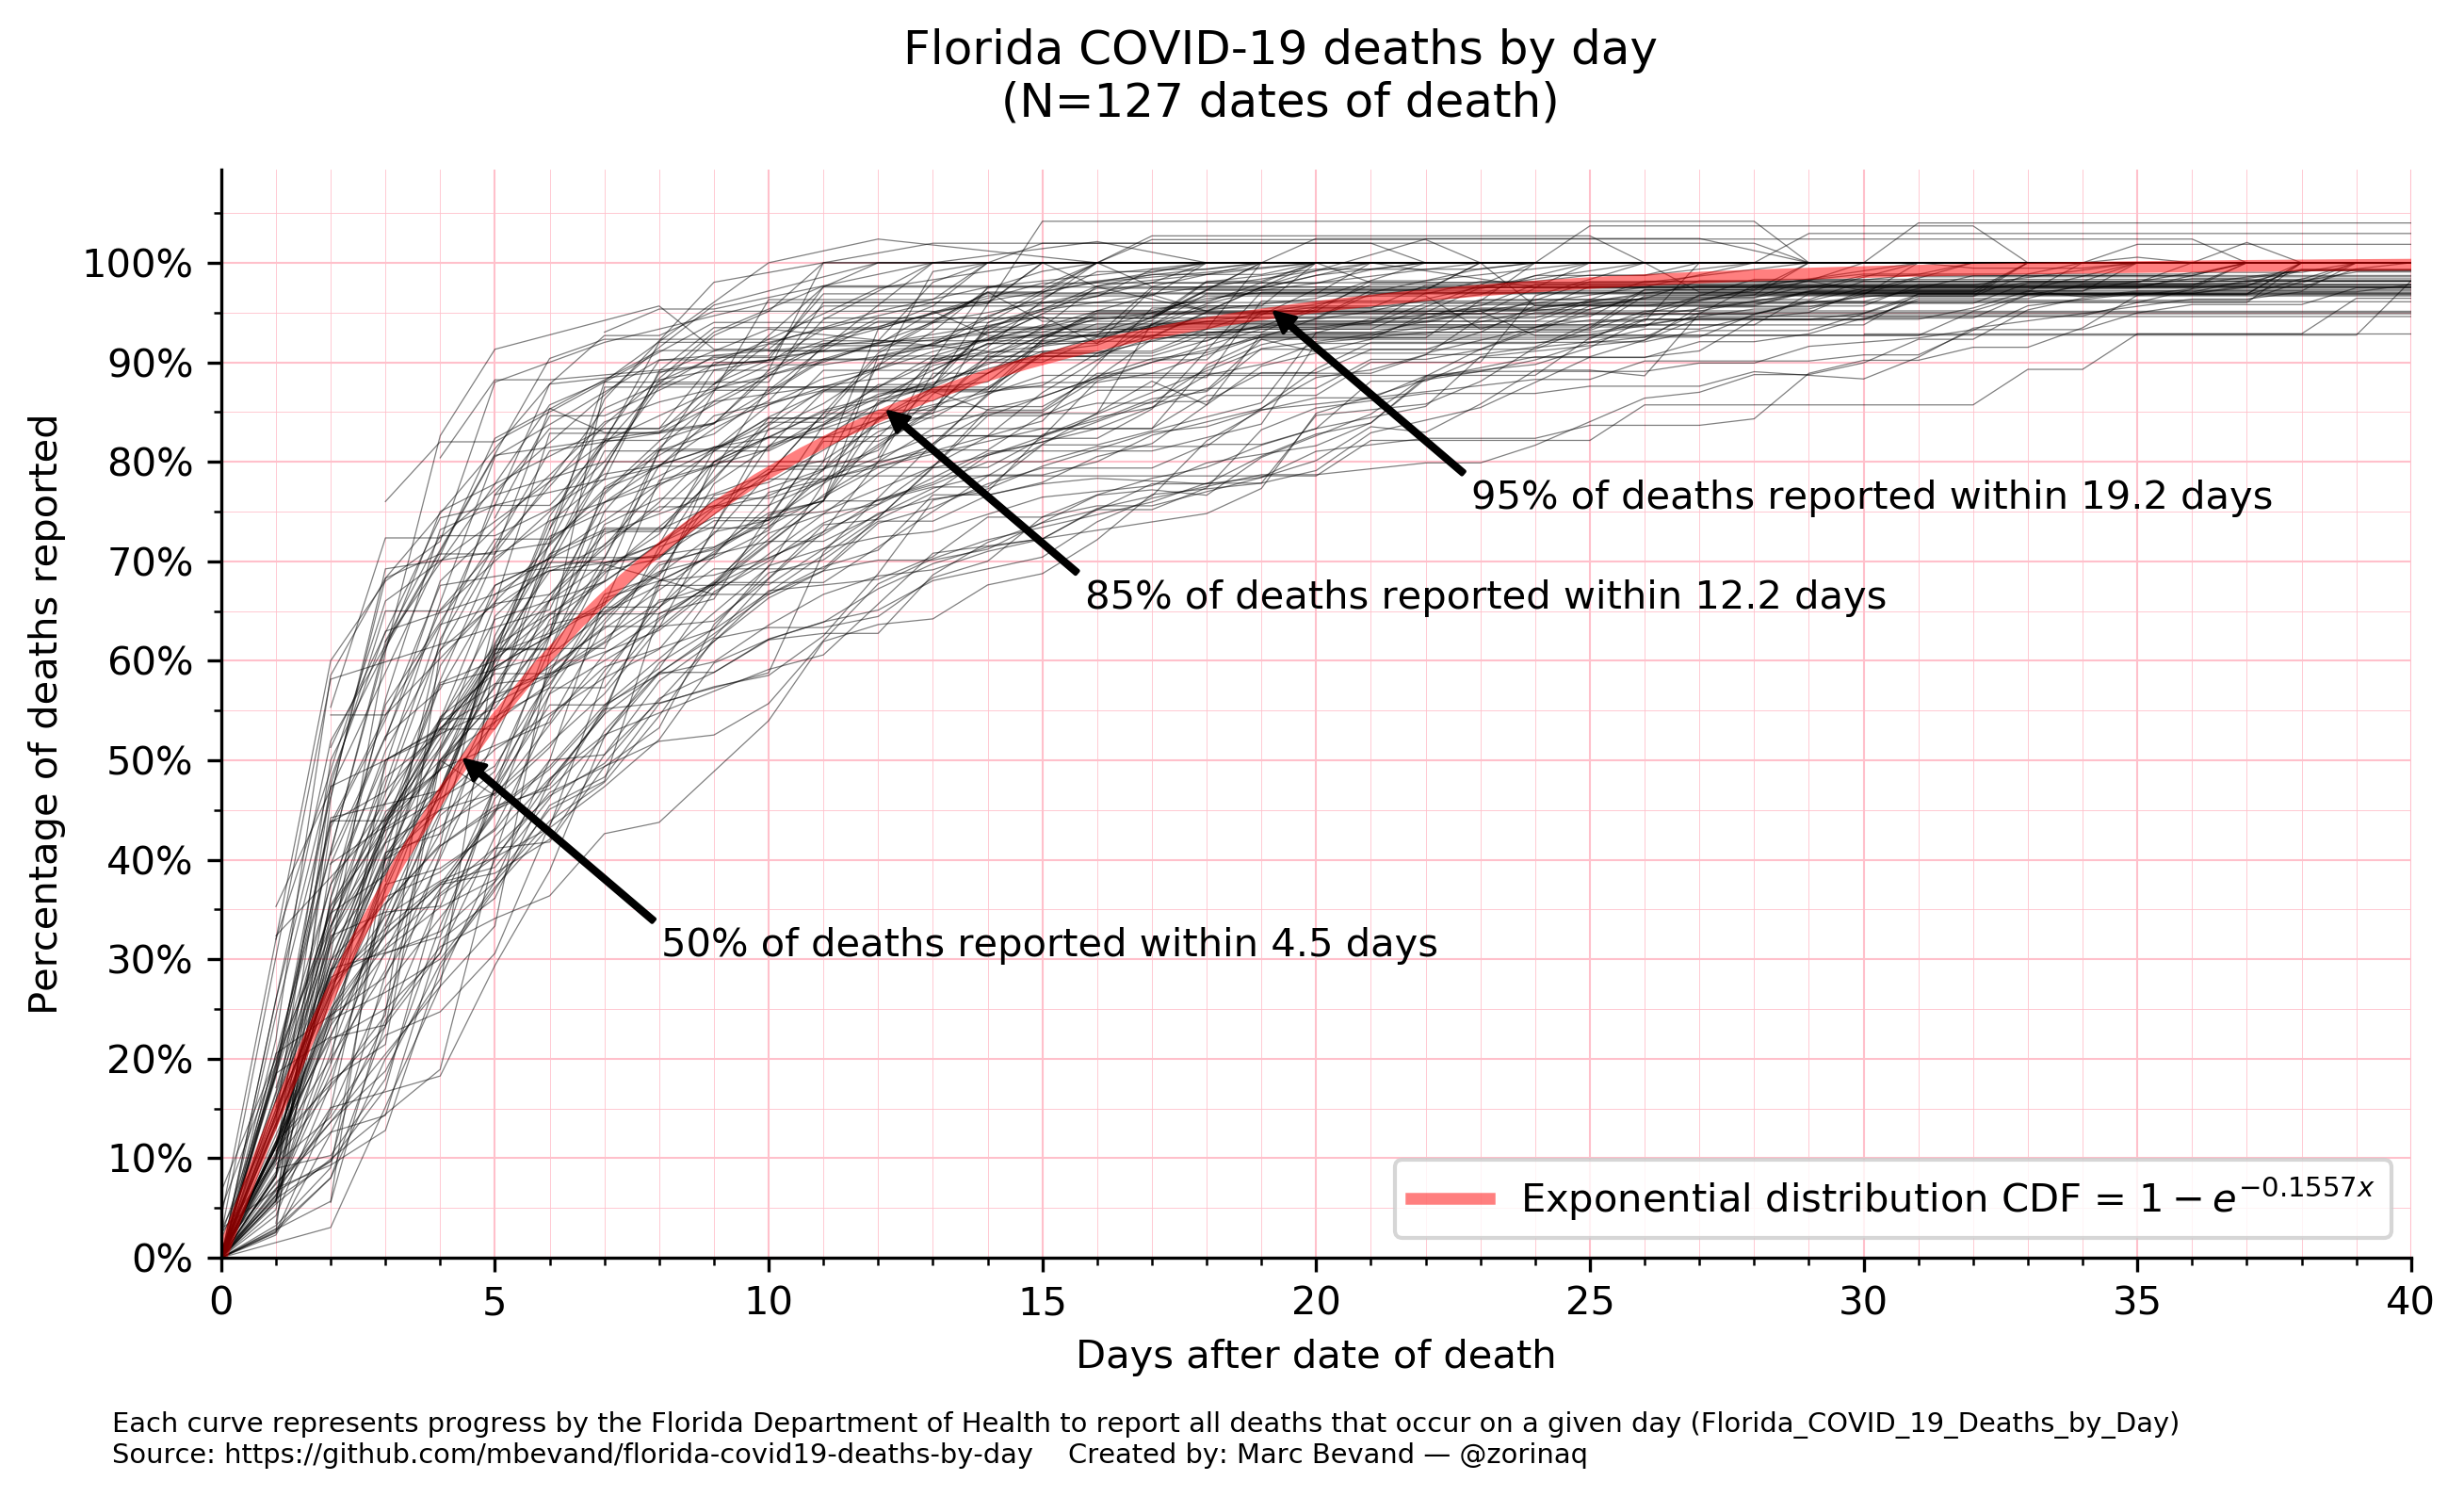 Florida COVID-19 deaths by day
(N=127 dates of death)
Percentage of deaths reported
100%
90%
80%
70%
60%
50%
40%
30%
20%
10%
0%
95% of deaths reported within 19.2 days
85% of deaths reported within 12.2 days
50% of deaths reported within 4.5 days
Exponential distribution CDF = 1 − e^{−0.1557x}
0 5 10 15 20 25 30 35 40
Days after date of death
Each curve represents progress by the Florida Department of Health to report all deaths that occur on a given day (Florida_COVID_19_Deaths_by_Day)
Source: https://github.com/mbevand/florida-covid19-deaths-by-day    Created by: Marc Bevand — @zorinaq